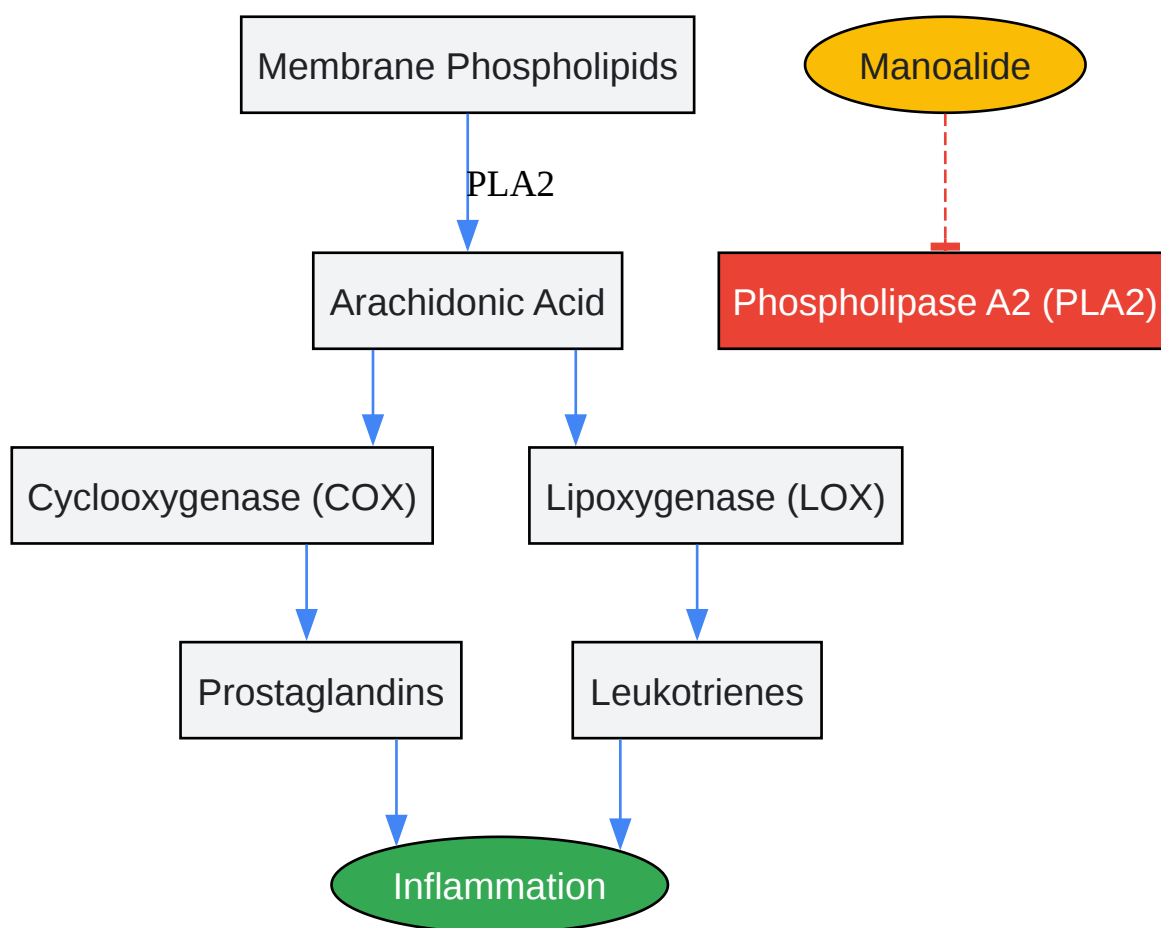 Membrane Phospholipids
Manoalide
PLA2
Arachidonic Acid
Phospholipase A2 (PLA2)
Cyclooxygenase (COX)
Lipoxygenase (LOX)
Prostaglandins
Leukotrienes
Inflammation